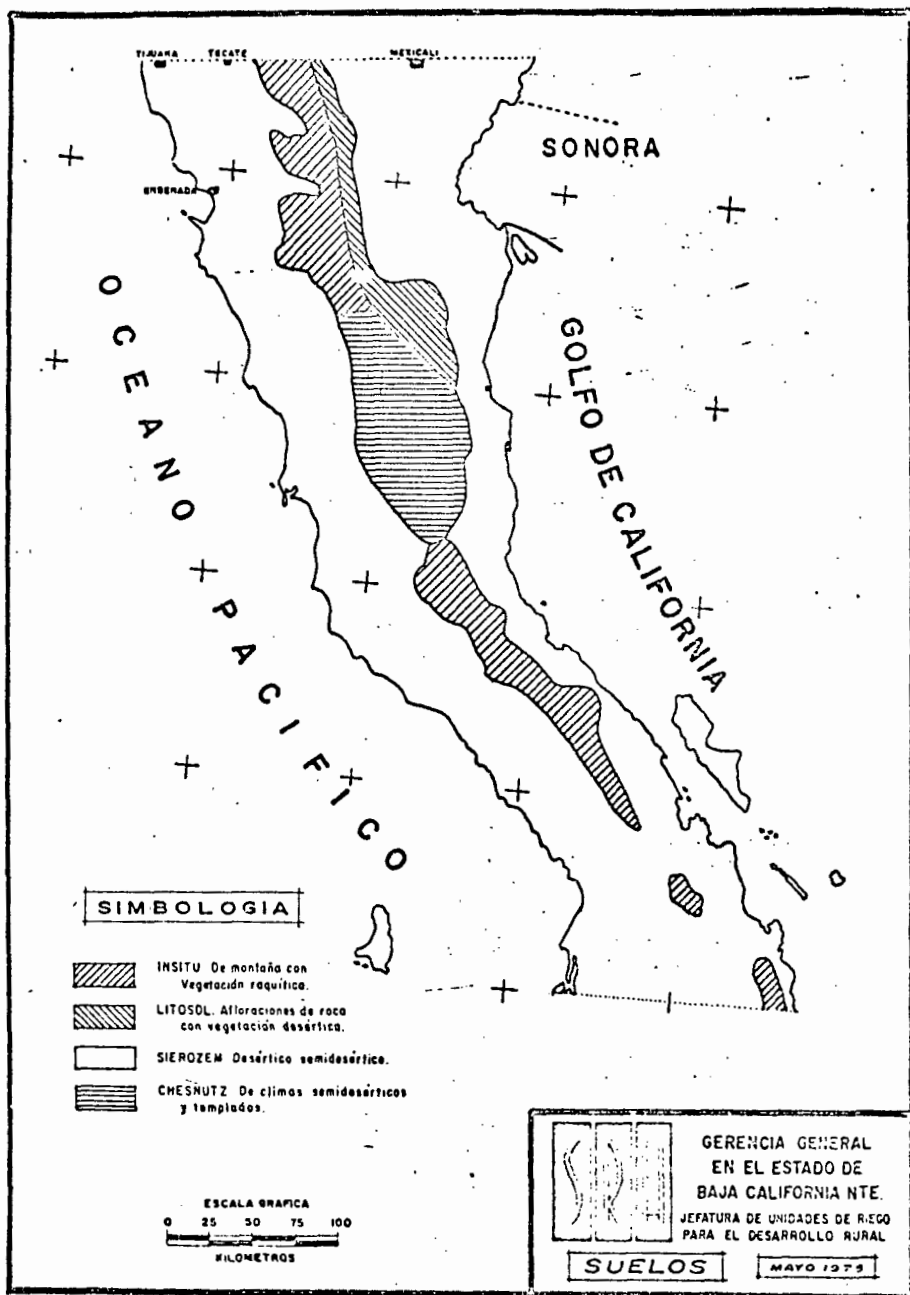 TIJUANA TECATE MEXICALI
SONORA
ENSENADA
OCEANO PACIFICO
GOLFO DE CALIFORNIA
SIMBOLOGIA
INSITU De montaña con
Vegetación raquítica.
LITOSOL. Afloraciones de roca
con vegetación desértica.
SIEROZEM Desértico semidesértico.
CHESNUTZ De climas semidesérticos
y templados.
ESCALA GRAFICA
0 25 50 75 100
KILOMETROS
GERENCIA GENERAL
EN EL ESTADO DE
BAJA CALIFORNIA NTE.
JEFATURA DE UNIDADES DE RIEGO
PARA EL DESARROLLO RURAL
SUELOS
MAYO 1975